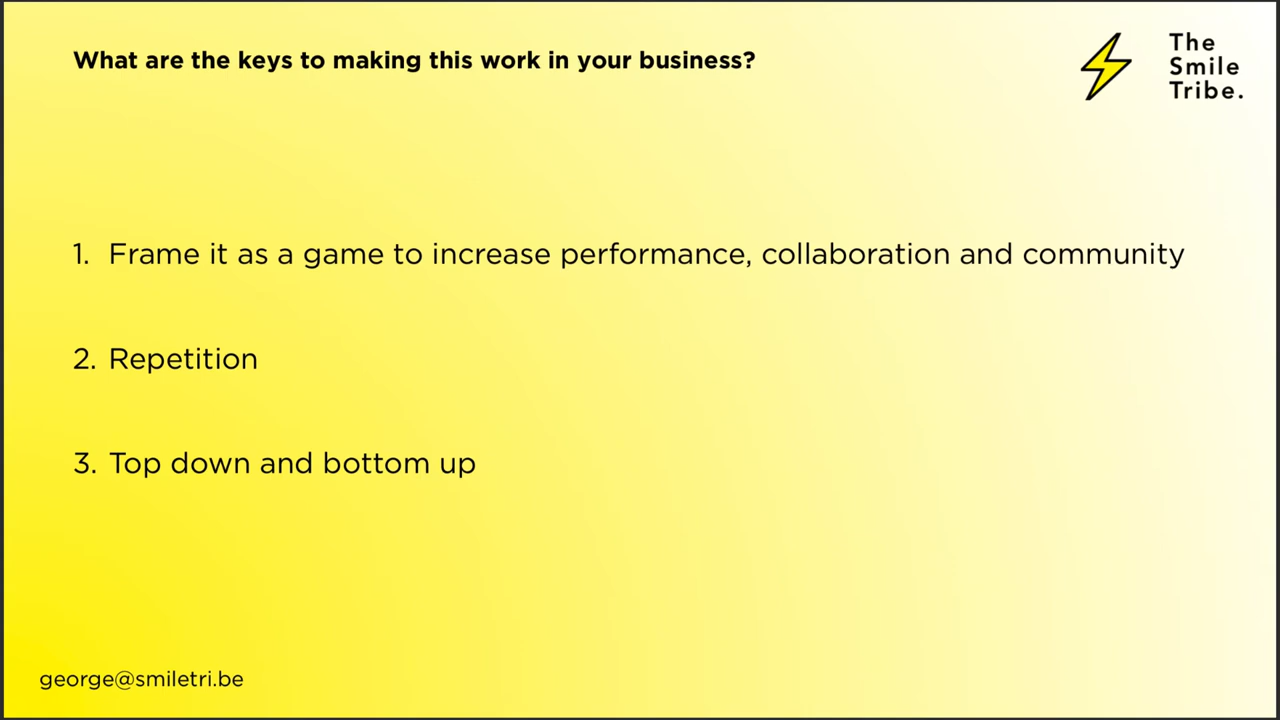 What are the keys to making this work in your business?
The
Smile
Tribe.
1. Frame it as a game to increase performance, collaboration and community
2. Repetition
3. Top down and bottom up
george@smiletri.be